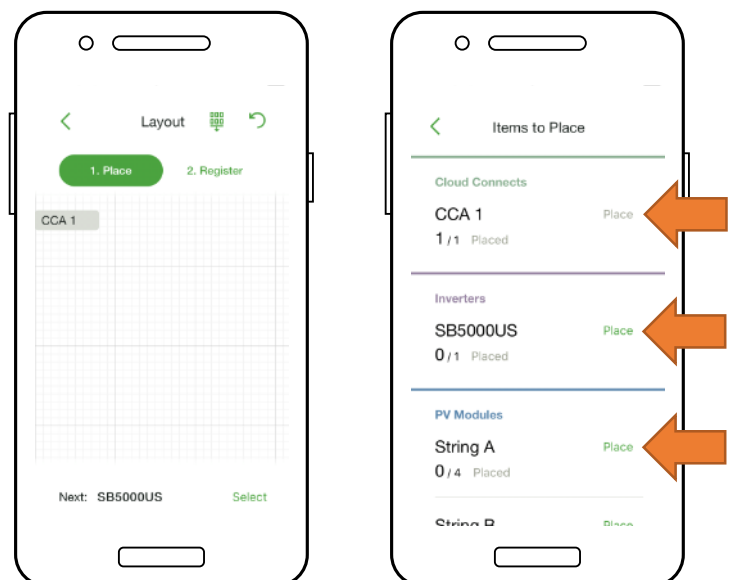 Layout
1. Place
2. Register
CCA 1
Next: SB5000US
Select
Items to Place
Cloud Connects
CCA 1
Place
1 / 1 Placed
Inverters
SB5000US
Place
0 / 1 Placed
PV Modules
String A
Place
0 / 4 Placed
String B
Place